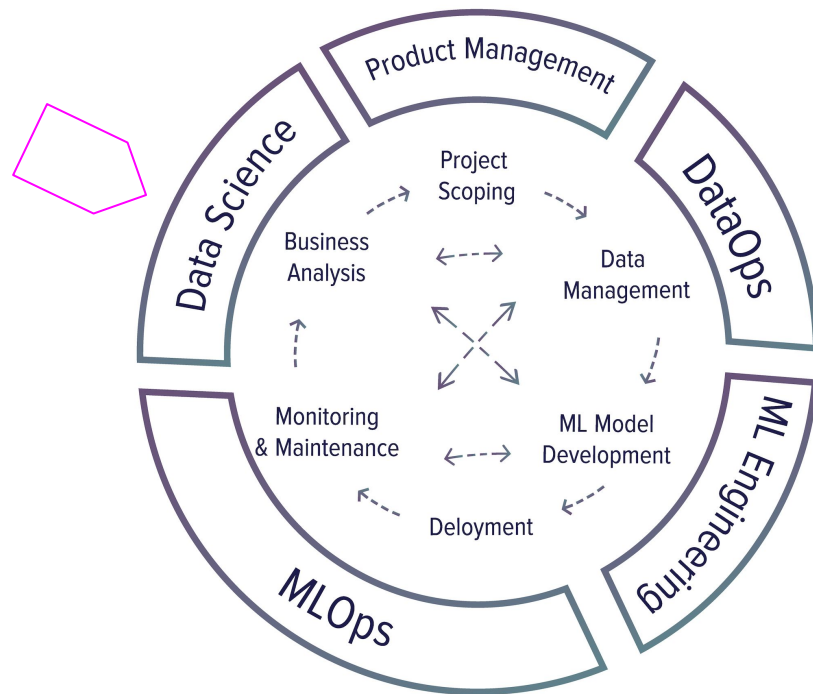 Product Management
Data Science
DataOps
Project
Scoping
Business
Analysis
Data
Management
Monitoring
& Maintenance
ML Model
Development
Deloyment
ML Engineering
MLOps